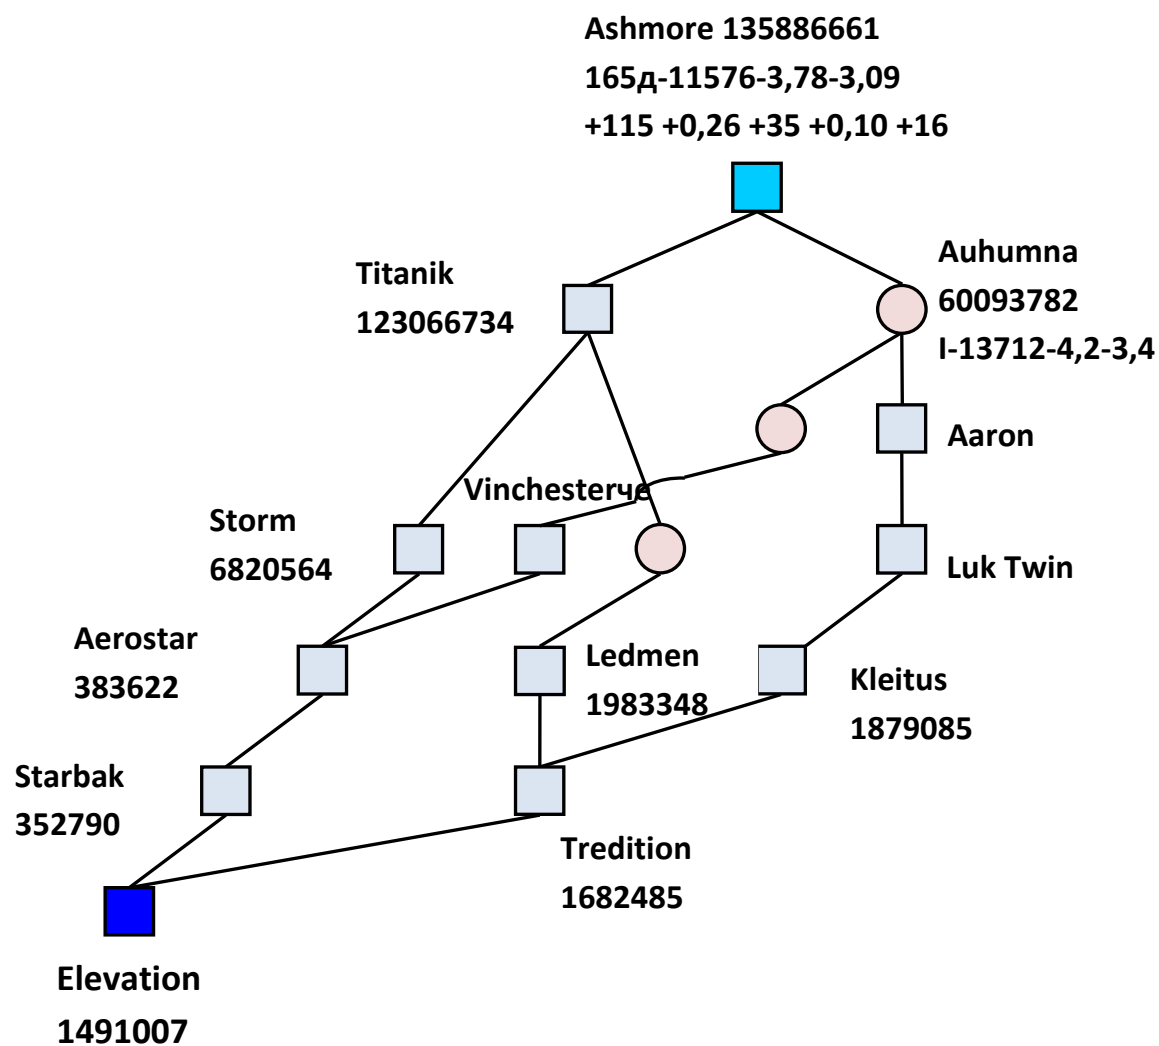 Ashmore 135886661
165д-11576-3,78-3,09
+115 +0,26 +35 +0,10 +16
Auhumna
60093782
I-13712-4,2-3,4
Titanik
123066734
Aaron
Vinchesterче
Storm
6820564
Luk Twin
Aerostar
383622
Ledmen
1983348
Kleitus
1879085
Starbak
352790
Tredition
1682485
Elevation
1491007